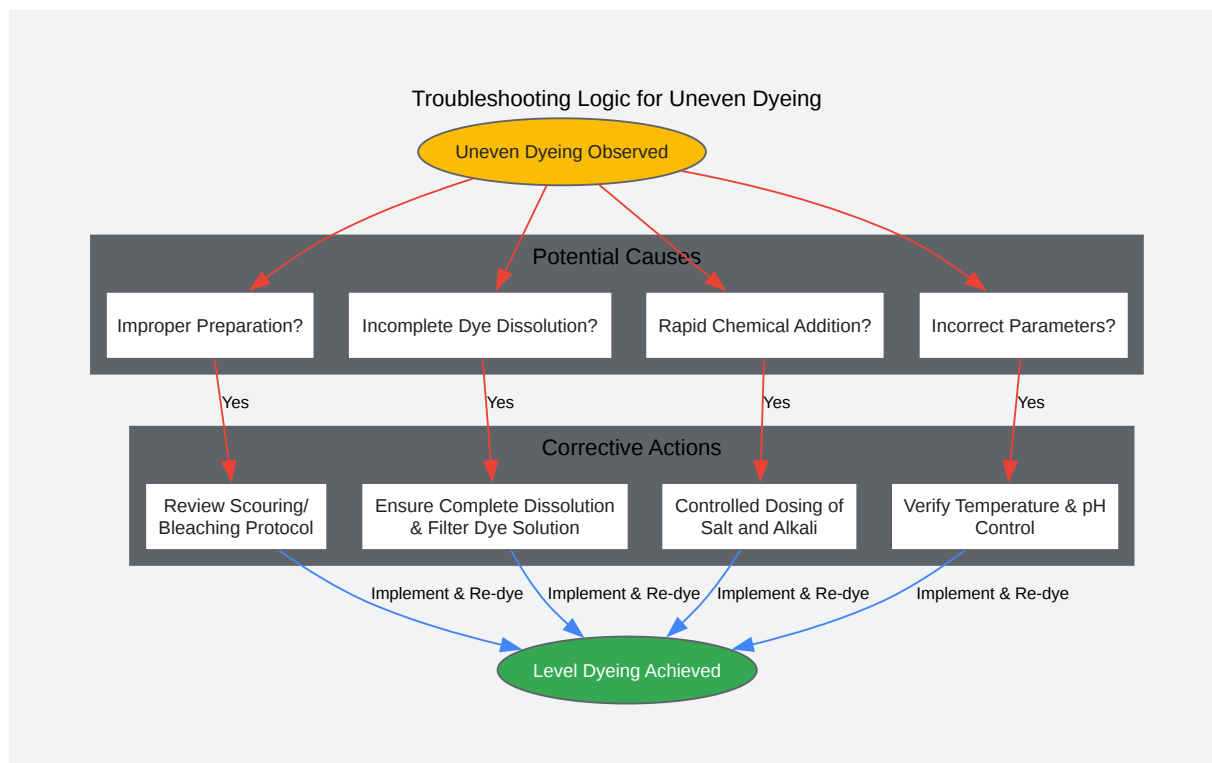 Troubleshooting Logic for Uneven Dyeing
Uneven Dyeing Observed
Potential Causes
Improper Preparation?
Incomplete Dye Dissolution?
Rapid Chemical Addition?
Incorrect Parameters?
Yes
Yes
Yes
Yes
Corrective Actions
Review Scouring/
Bleaching Protocol
Ensure Complete Dissolution
& Filter Dye Solution
Controlled Dosing of
Salt and Alkali
Verify Temperature & pH
Control
Implement & Re-dye
Implement & Re-dye
Implement & Re-dye
Implement & Re-dye
Level Dyeing Achieved